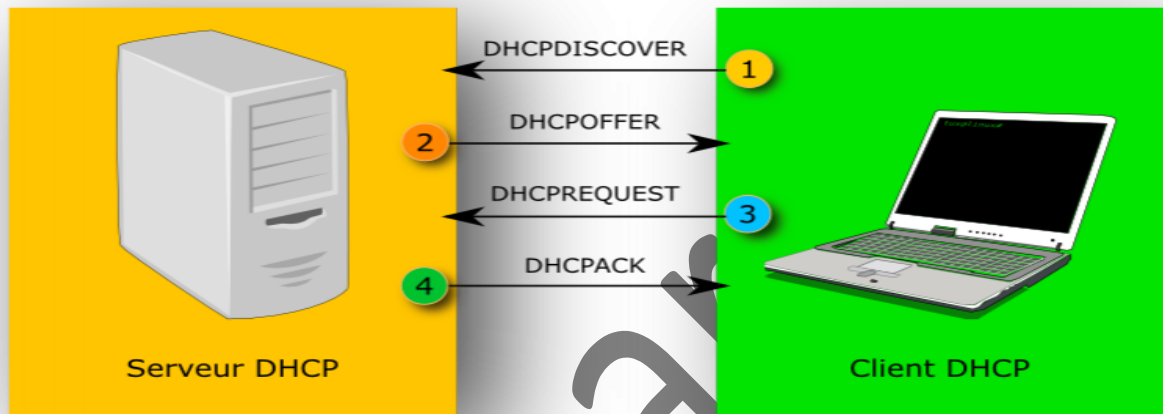 DHCPDISCOVER
1
DHCPOFFER
2
DHCPREQUEST
3
DHCPACK
4
Serveur DHCP
Client DHCP